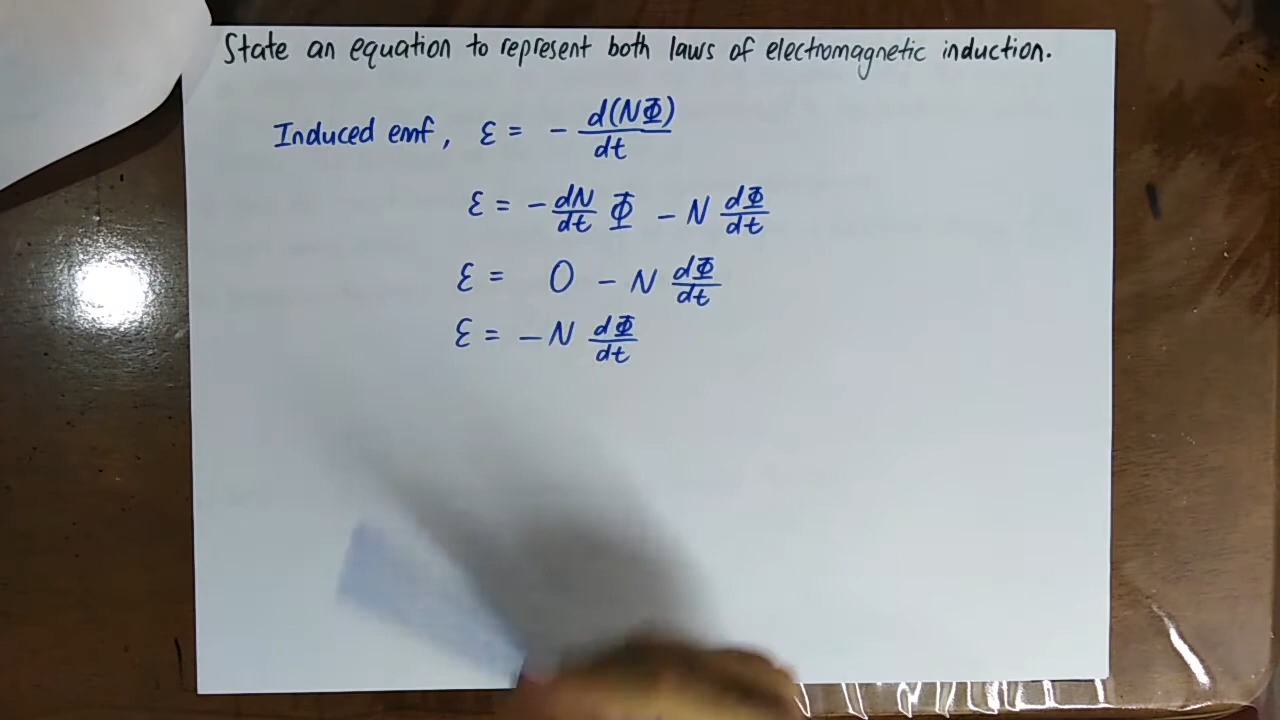 State an equation to represent both laws of electromagnetic induction.
Induced emf, ε = - d(NΦ)/dt
ε = - dN/dt Φ - N dΦ/dt
ε = 0 - N dΦ/dt
ε = - N dΦ/dt